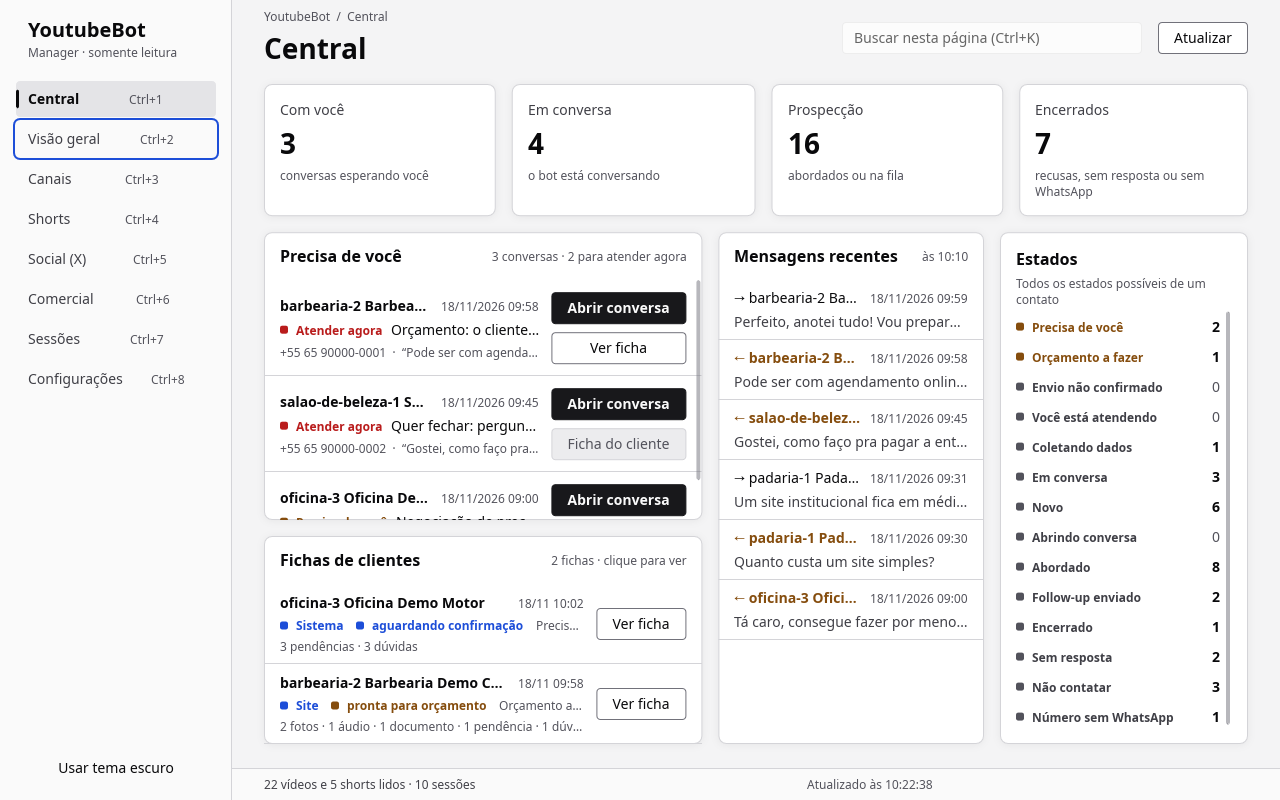 YoutubeBot
Manager · somente leitura
Central Ctrl+1
Visão geral Ctrl+2
Canais Ctrl+3
Shorts Ctrl+4
Social (X) Ctrl+5
Comercial Ctrl+6
Sessões Ctrl+7
Configurações Ctrl+8
Usar tema escuro
YoutubeBot / Central
Central
Buscar nesta página (Ctrl+K)
Atualizar
Com você
3
conversas esperando você
Em conversa
4
o bot está conversando
Prospecção
16
abordados ou na fila
Encerrados
7
recusas, sem resposta ou sem
WhatsApp
Precisa de você 3 conversas · 2 para atender agora
barbearia-2 Barbea... 18/11/2026 09:58
Abrir conversa
Atender agora Orçamento: o cliente...
+55 65 90000-0001 · “Pode ser com agenda...
Ver ficha
salao-de-beleza-1 S... 18/11/2026 09:45
Abrir conversa
Atender agora Quer fechar: pergun...
+55 65 90000-0002 · “Gostei, como faço pra...
Ficha do cliente
oficina-3 Oficina De... 18/11/2026 09:00
Abrir conversa
Fichas de clientes 2 fichas · clique para ver
oficina-3 Oficina Demo Motor 18/11 10:02
Sistema aguardando confirmação Precis...
3 pendências · 3 dúvidas
Ver ficha
barbearia-2 Barbearia Demo C... 18/11 09:58
Site pronta para orçamento Orçamento a...
2 fotos · 1 áudio · 1 documento · 1 pendência · 1 dúv...
Ver ficha
Mensagens recentes às 10:10
→ barbearia-2 Ba... 18/11/2026 09:59
Perfeito, anotei tudo! Vou prepar...
← barbearia-2 B... 18/11/2026 09:58
Pode ser com agendamento onlin...
← salao-de-belez... 18/11/2026 09:45
Gostei, como faço pra pagar a ent...
→ padaria-1 Pada... 18/11/2026 09:31
Um site institucional fica em médi...
← padaria-1 Pad... 18/11/2026 09:30
Quanto custa um site simples?
← oficina-3 Ofici... 18/11/2026 09:00
Tá caro, consegue fazer por meno...
Estados
Todos os estados possíveis de um
contato
Precisa de você 2
Orçamento a fazer 1
Envio não confirmado 0
Você está atendendo 0
Coletando dados 1
Em conversa 3
Novo 6
Abrindo conversa 0
Abordado 8
Follow-up enviado 2
Encerrado 1
Sem resposta 2
Não contatar 3
Número sem WhatsApp 1
22 vídeos e 5 shorts lidos · 10 sessões
Atualizado às 10:22:38